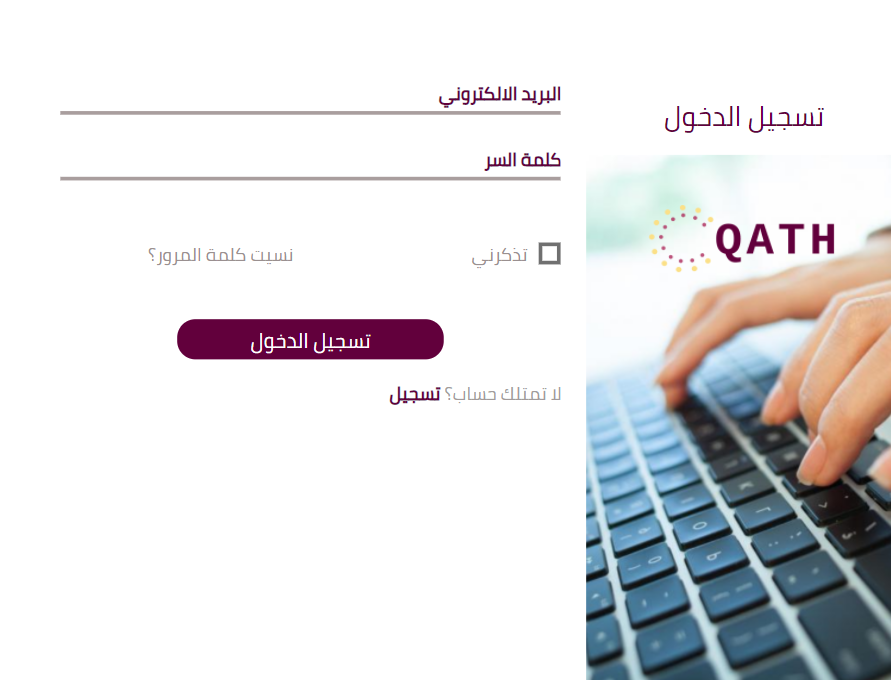 تسجيل الدخول
QATH
البريد الالكتروني
كلمة السر
تذكرني
نسيت كلمة المرور؟
تسجيل الدخول
لا تمتلك حساب؟ تسجيل